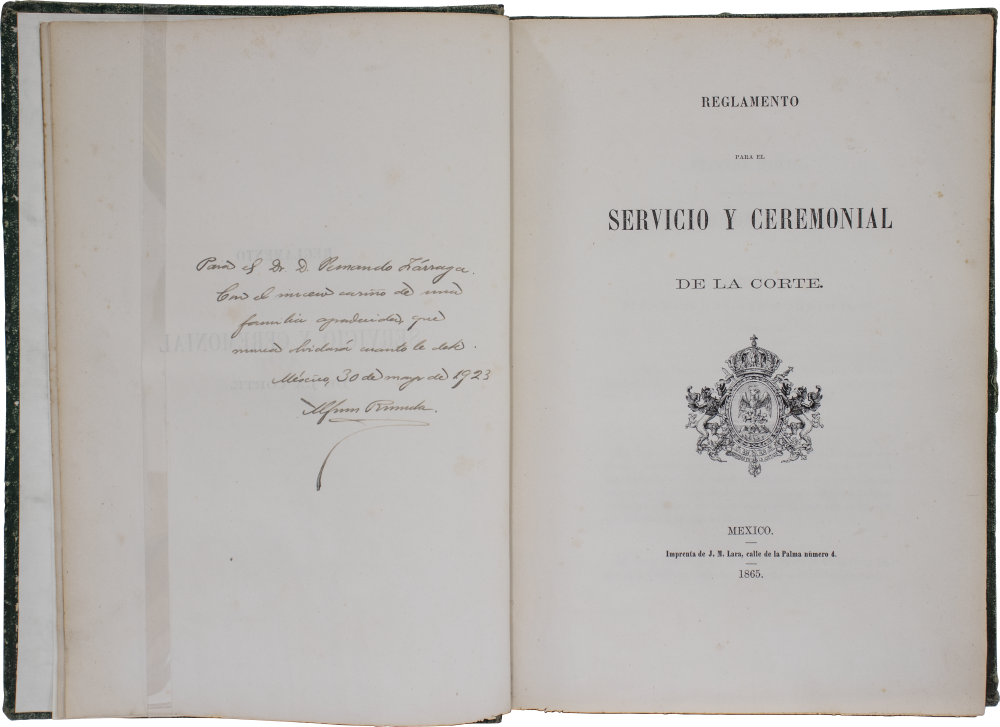 Para el Dr. D. Fernando Zárraga.
Con el inmenso cariño de una
familia agradecida, que
nunca olvidará cuanto le debe.
México, 30 de mayo de 1923
REGLAMENTO
PARA EL
SERVICIO Y CEREMONIAL
DE LA CORTE.
MEXICO.
Imprenta de J. M. Lara, calle de la Palma número 4.
1865.